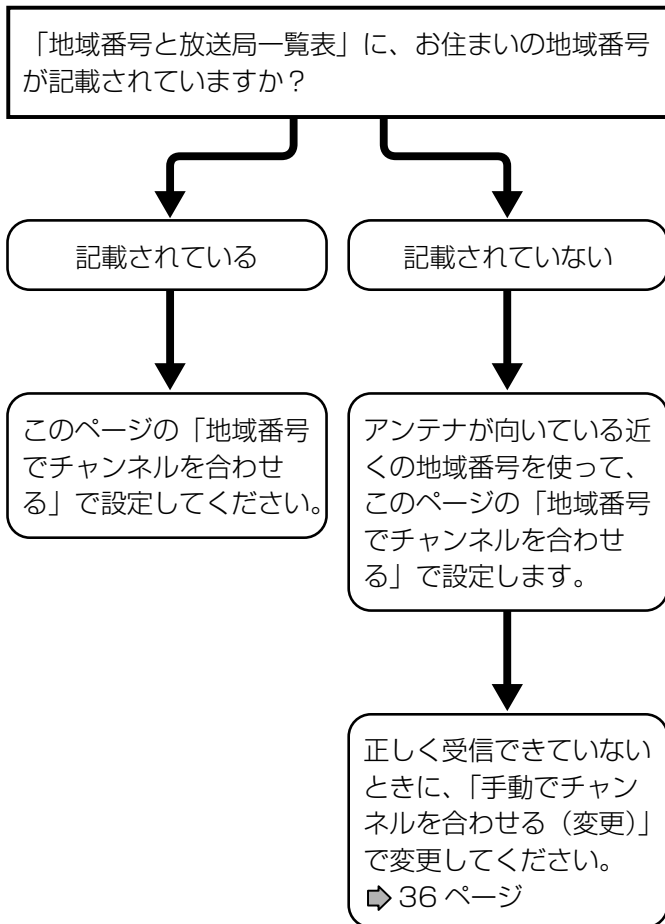 「地域番号と放送局一覧表」に、お住まいの地域番号
が記載されていますか？
記載されている
記載されていない
このページの「地域番号
でチャンネルを合わせ
る」で設定してください。
アンテナが向いている近
くの地域番号を使って、
このページの「地域番号
でチャンネルを合わせ
る」で設定します。
正しく受信できていない
ときに、「手動でチャン
ネルを合わせる（変更）」
で変更してください。
⇨ 36 ページ